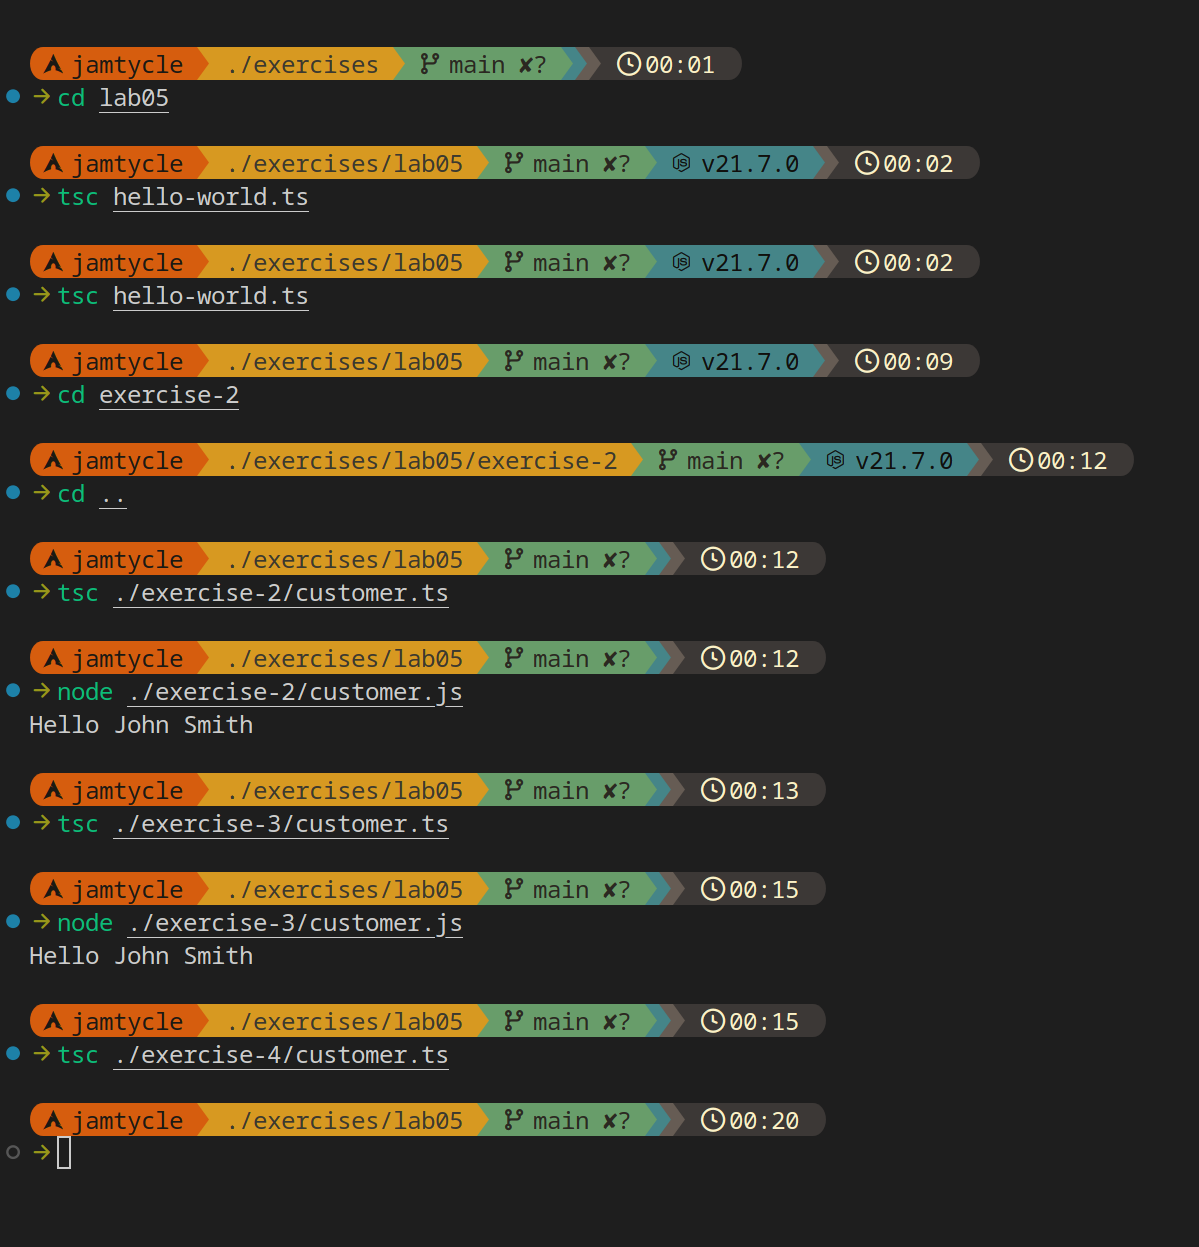 jamtycle ./exercises main ✘? 00:01
→ cd lab05
jamtycle ./exercises/lab05 main ✘? v21.7.0 00:02
→ tsc hello-world.ts
jamtycle ./exercises/lab05 main ✘? v21.7.0 00:02
→ tsc hello-world.ts
jamtycle ./exercises/lab05 main ✘? v21.7.0 00:09
→ cd exercise-2
jamtycle ./exercises/lab05/exercise-2 main ✘? v21.7.0 00:12
→ cd ..
jamtycle ./exercises/lab05 main ✘? 00:12
→ tsc ./exercise-2/customer.ts
jamtycle ./exercises/lab05 main ✘? 00:12
→ node ./exercise-2/customer.js
Hello John Smith
jamtycle ./exercises/lab05 main ✘? 00:13
→ tsc ./exercise-3/customer.ts
jamtycle ./exercises/lab05 main ✘? 00:15
→ node ./exercise-3/customer.js
Hello John Smith
jamtycle ./exercises/lab05 main ✘? 00:15
→ tsc ./exercise-4/customer.ts
jamtycle ./exercises/lab05 main ✘? 00:20
→